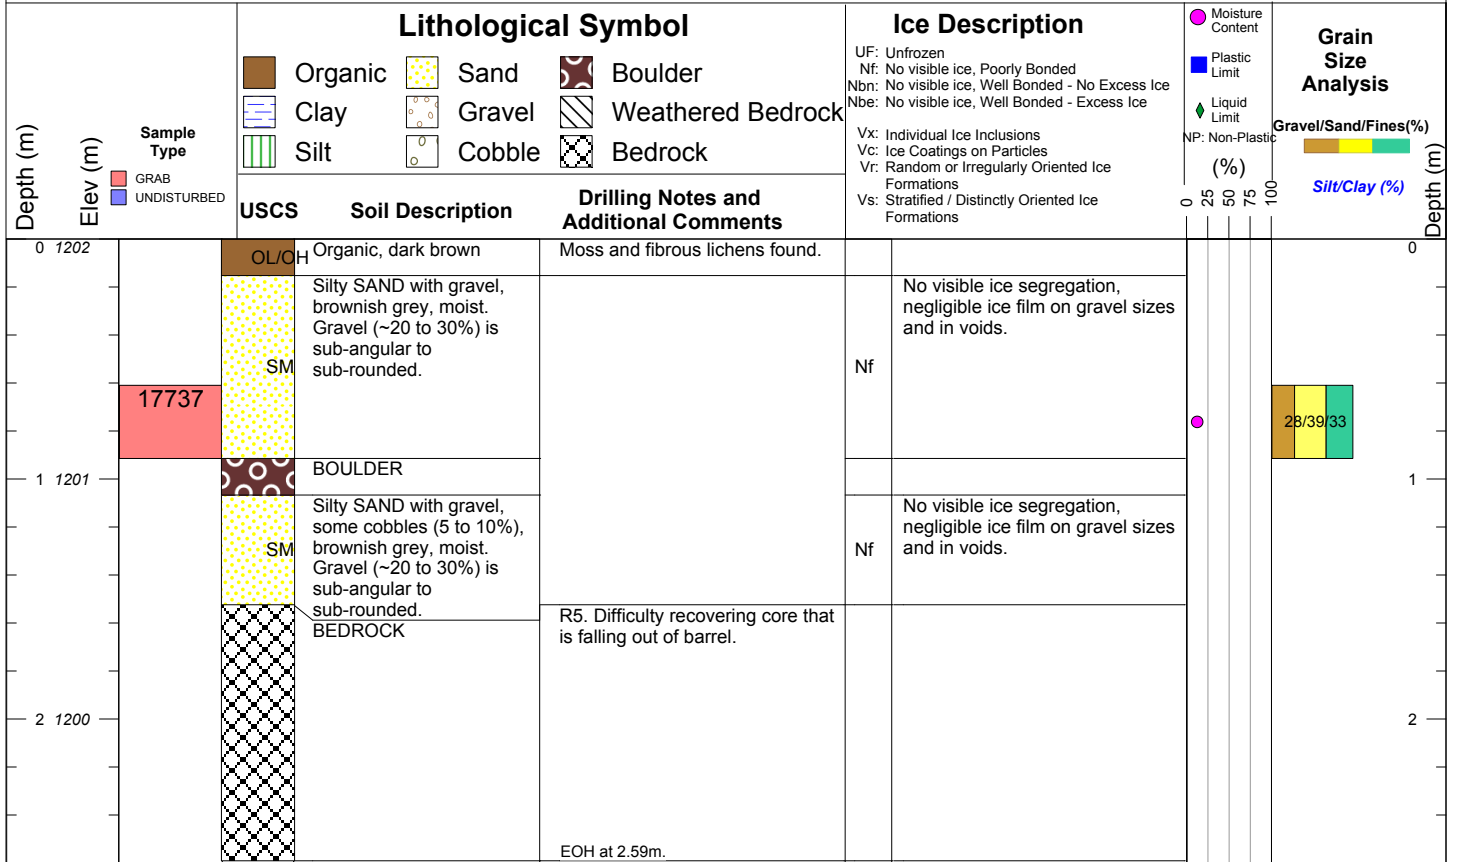 Depth (m)
Elev (m)
Sample
Type
GRAB
UNDISTURBED
Lithological Symbol
Organic
Sand
Boulder
Clay
Gravel
Weathered Bedrock
Silt
Cobble
Bedrock
USCS
Soil Description
Drilling Notes and
Additional Comments
Ice Description
UF: Unfrozen
Nf: No visible ice, Poorly Bonded
Nbn: No visible ice, Well Bonded - No Excess Ice
Nbe: No visible ice, Well Bonded - Excess Ice
Vx: Individual Ice Inclusions
Vc: Ice Coatings on Particles
Vr: Random or Irregularly Oriented Ice
Formations
Vs: Stratified / Distinctly Oriented Ice
Formations
Moisture
Content
Plastic
Limit
Liquid
Limit
NP: Non-Plastic
(%)
0 25 50 75 100
Grain
Size
Analysis
Gravel/Sand/Fines(%)
Silt/Clay (%)
Depth (m)
0 1202
OL/OH
Organic, dark brown
Moss and fibrous lichens found.
0
Silty SAND with gravel,
brownish grey, moist.
Gravel (~20 to 30%) is
sub-angular to
sub-rounded.
SM
Nf
No visible ice segregation,
negligible ice film on gravel sizes
and in voids.
17737
28/39/33
BOULDER
1 1201
1
Silty SAND with gravel,
some cobbles (5 to 10%),
brownish grey, moist.
Gravel (~20 to 30%) is
sub-angular to
sub-rounded.
SM
Nf
No visible ice segregation,
negligible ice film on gravel sizes
and in voids.
BEDROCK
R5. Difficulty recovering core that
is falling out of barrel.
2 1200
2
EOH at 2.59m.